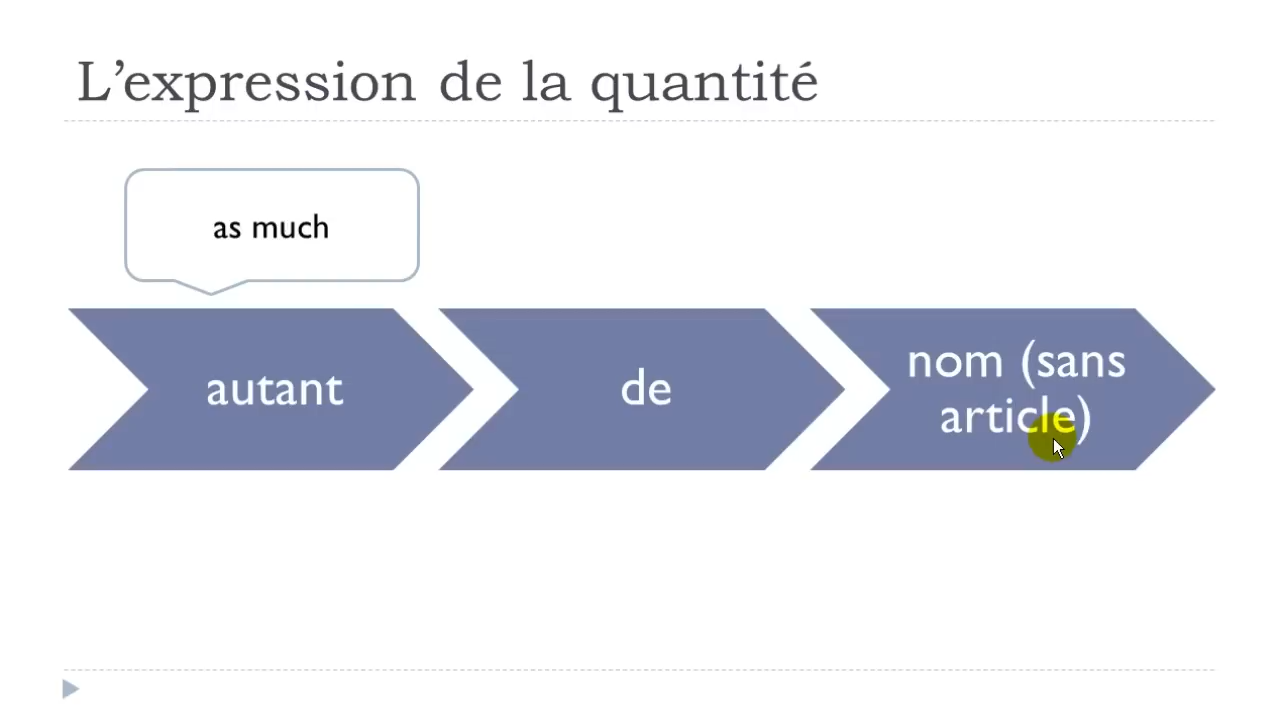 L’expression de la quantité
as much
autant
de
nom (sans
article)